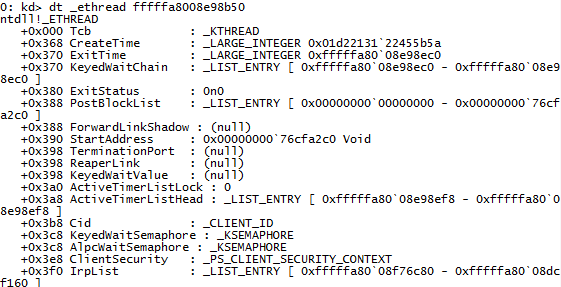 0: kd> dt _ethread fffffa8008e98b50
ntdll!_ETHREAD
+0x000 Tcb : _KTHREAD
+0x368 CreateTime : _LARGE_INTEGER 0x01d22131`22455b5a
+0x370 ExitTime : _LARGE_INTEGER 0xfffffa80`08e98ec0
+0x370 KeyedWaitChain : _LIST_ENTRY [ 0xfffffa80`08e98ec0 - 0xfffffa80`08e9
8ec0 ]
+0x380 ExitStatus : 0n0
+0x388 PostBlockList : _LIST_ENTRY [ 0x00000000`00000000 - 0x00000000`76cf
a2c0 ]
+0x388 ForwardLinkShadow : (null)
+0x390 StartAddress : 0x00000000`76cfa2c0 Void
+0x398 TerminationPort : (null)
+0x398 ReaperLink : (null)
+0x398 KeyedWaitValue : (null)
+0x3a0 ActiveTimerListLock : 0
+0x3a8 ActiveTimerListHead : _LIST_ENTRY [ 0xfffffa80`08e98ef8 - 0xfffffa80`0
8e98ef8 ]
+0x3b8 Cid : _CLIENT_ID
+0x3c8 KeyedWaitSemaphore : _KSEMAPHORE
+0x3c8 AlpcWaitSemaphore : _KSEMAPHORE
+0x3e8 ClientSecurity : _PS_CLIENT_SECURITY_CONTEXT
+0x3f0 IrpList : _LIST_ENTRY [ 0xfffffa80`08f76c80 - 0xfffffa80`08dc
f160 ]